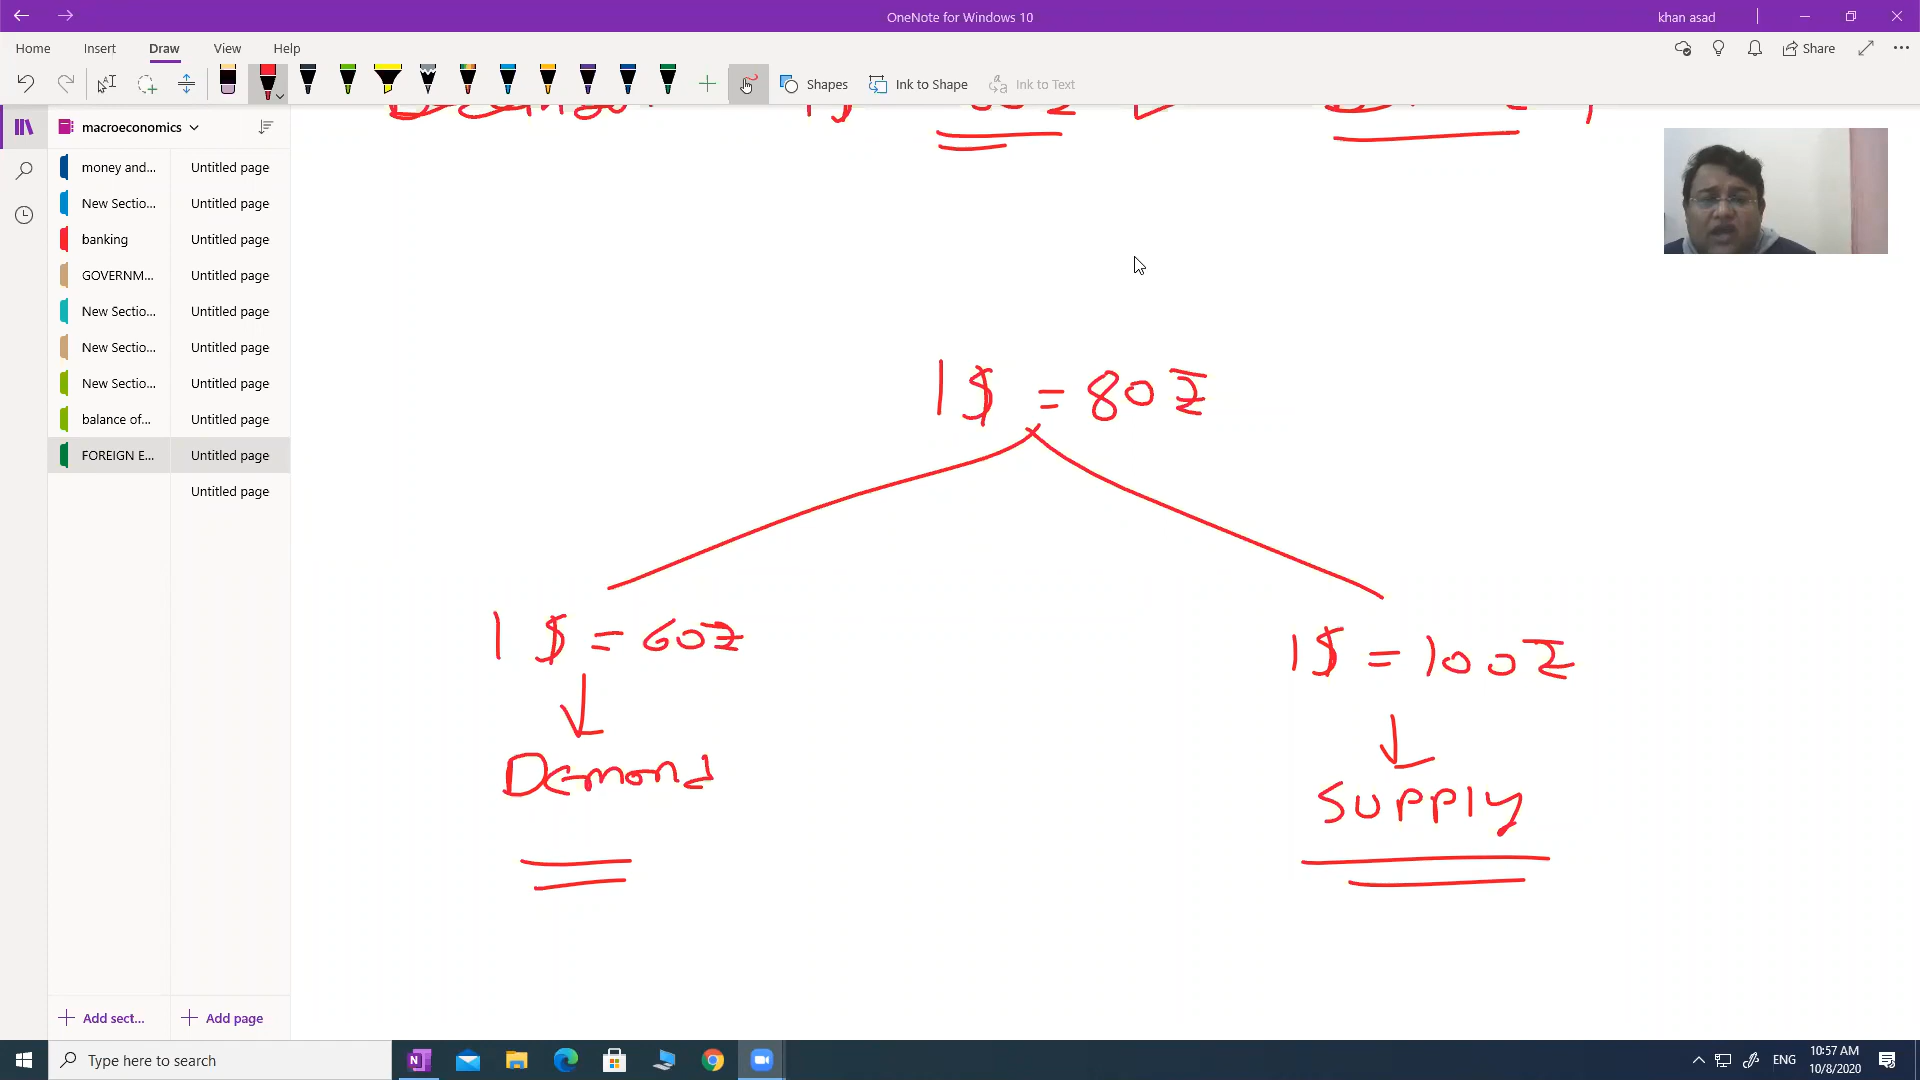 OneNote for Windows 10
khan asad
Home Insert Draw View Help
Share
Shapes Ink to Shape Ink to Text
macroeconomics
money and... Untitled page
New Sectio... Untitled page
banking Untitled page
GOVERNM... Untitled page
New Sectio... Untitled page
New Sectio... Untitled page
New Sectio... Untitled page
balance of... Untitled page
FOREIGN E... Untitled page
Untitled page
1 $ = 80 ₹
1 $ = 60 ₹
Demand
1 $ = 100 ₹
SUPPly
Add sect... Add page
Type here to search
ENG
10:57 AM
10/8/2020